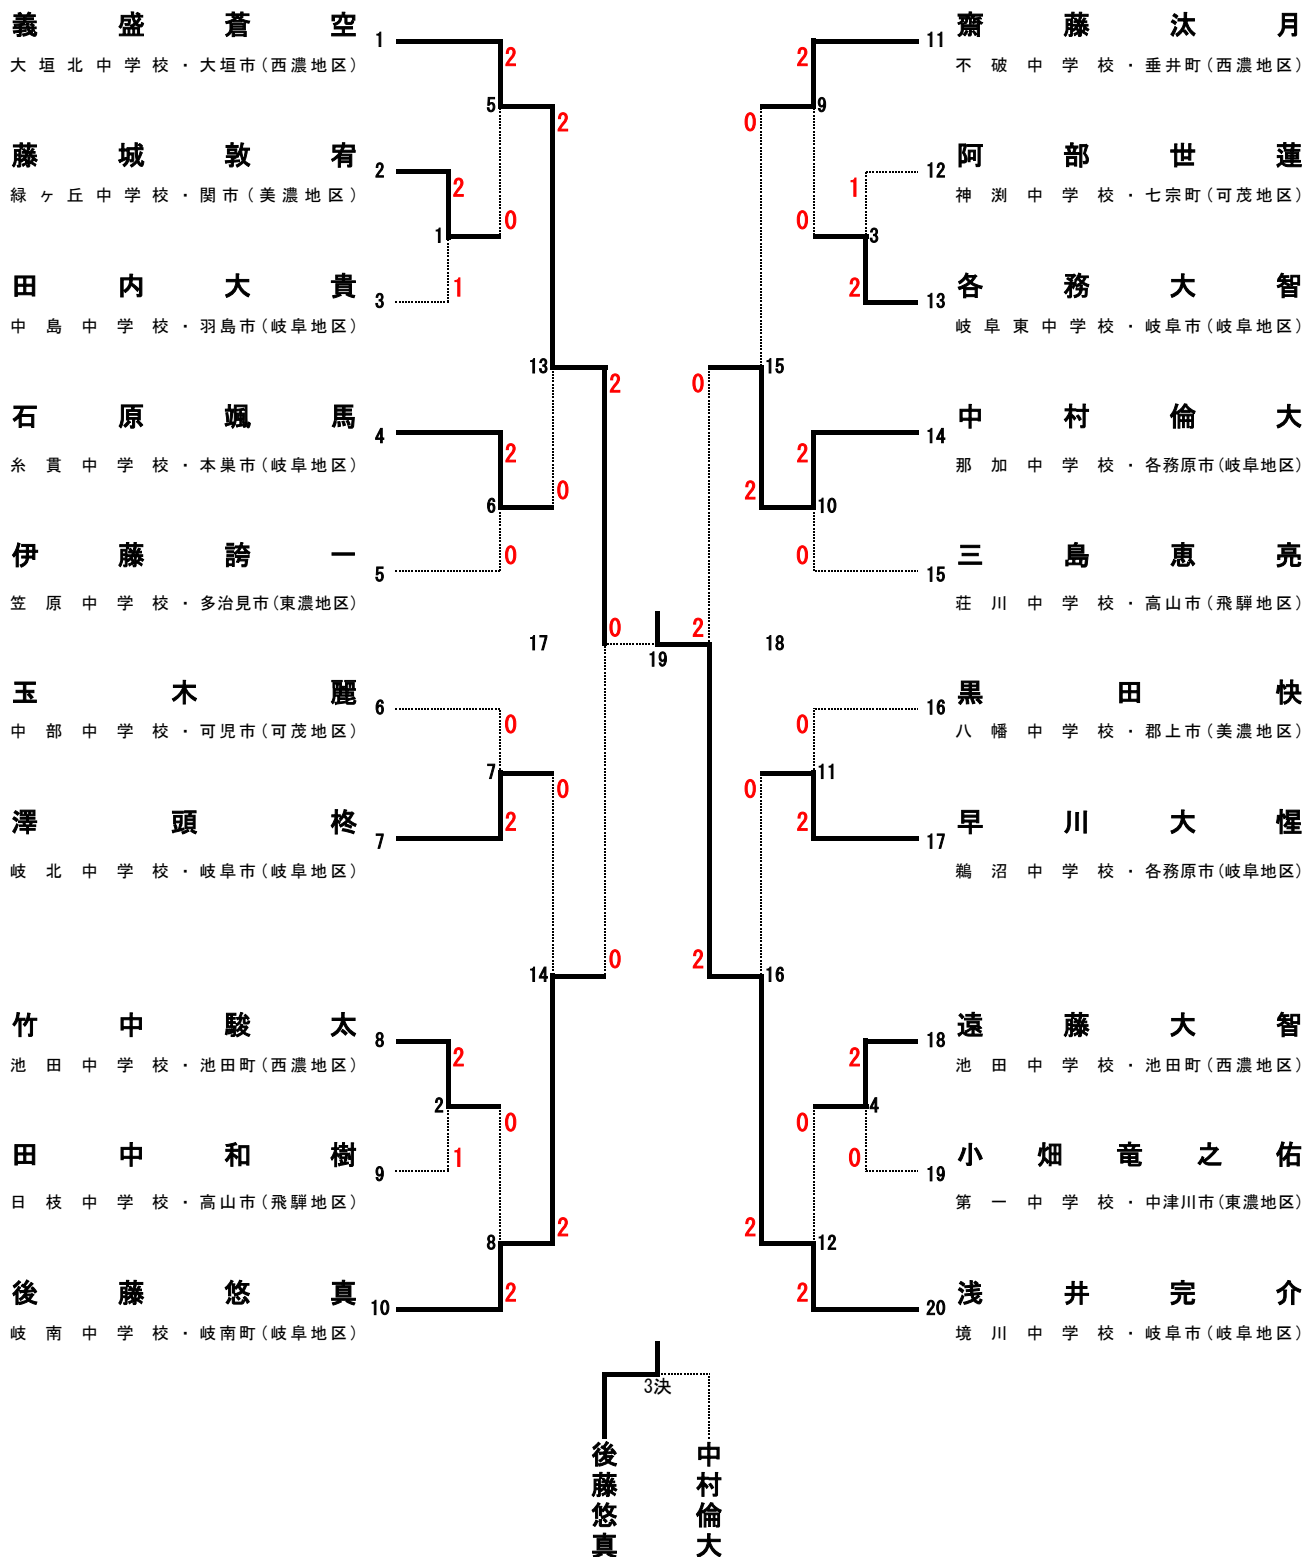 義盛蒼空
1
大垣北中学校・大垣市(西濃地区)
2
5
2
藤城敦宥
2
緑ヶ丘中学校・関市(美濃地区)
2
0
1
田内大貴
1
3
中島中学校・羽島市(岐阜地区)
13
2
石原颯馬
4
2
糸貫中学校・本巣市(岐阜地区)
0
6
伊藤誇一
0
5
笠原中学校・多治見市(東濃地区)
0
17
玉木麗
6
0
中部中学校・可児市(可茂地区)
7
0
澤頭柊
2
7
岐北中学校・岐阜市(岐阜地区)
0
14
竹中駿太
8
2
池田中学校・池田町(西濃地区)
2
0
田中和樹
1
9
日枝中学校・高山市(飛騨地区)
2
8
後藤悠真
2
10
岐南中学校・岐南町(岐阜地区)
19
齋藤汰月
11
2
不破中学校・垂井町(西濃地区)
9
0
阿部世蓮
12
1
神渕中学校・七宗町(可茂地区)
0
3
各務大智
2
13
岐阜東中学校・岐阜市(岐阜地区)
15
0
中村倫大
14
2
那加中学校・各務原市(岐阜地区)
2
10
三島恵亮
0
15
荘川中学校・高山市(飛騨地区)
2
18
黒田快
16
0
八幡中学校・郡上市(美濃地区)
11
0
早川大惺
2
17
鵜沼中学校・各務原市(岐阜地区)
2
16
遠藤大智
18
2
池田中学校・池田町(西濃地区)
4
0
小畑竜之佑
0
19
第一中学校・中津川市(東濃地区)
2
12
浅井完介
2
20
境川中学校・岐阜市(岐阜地区)
3決
後藤悠真
中村倫大